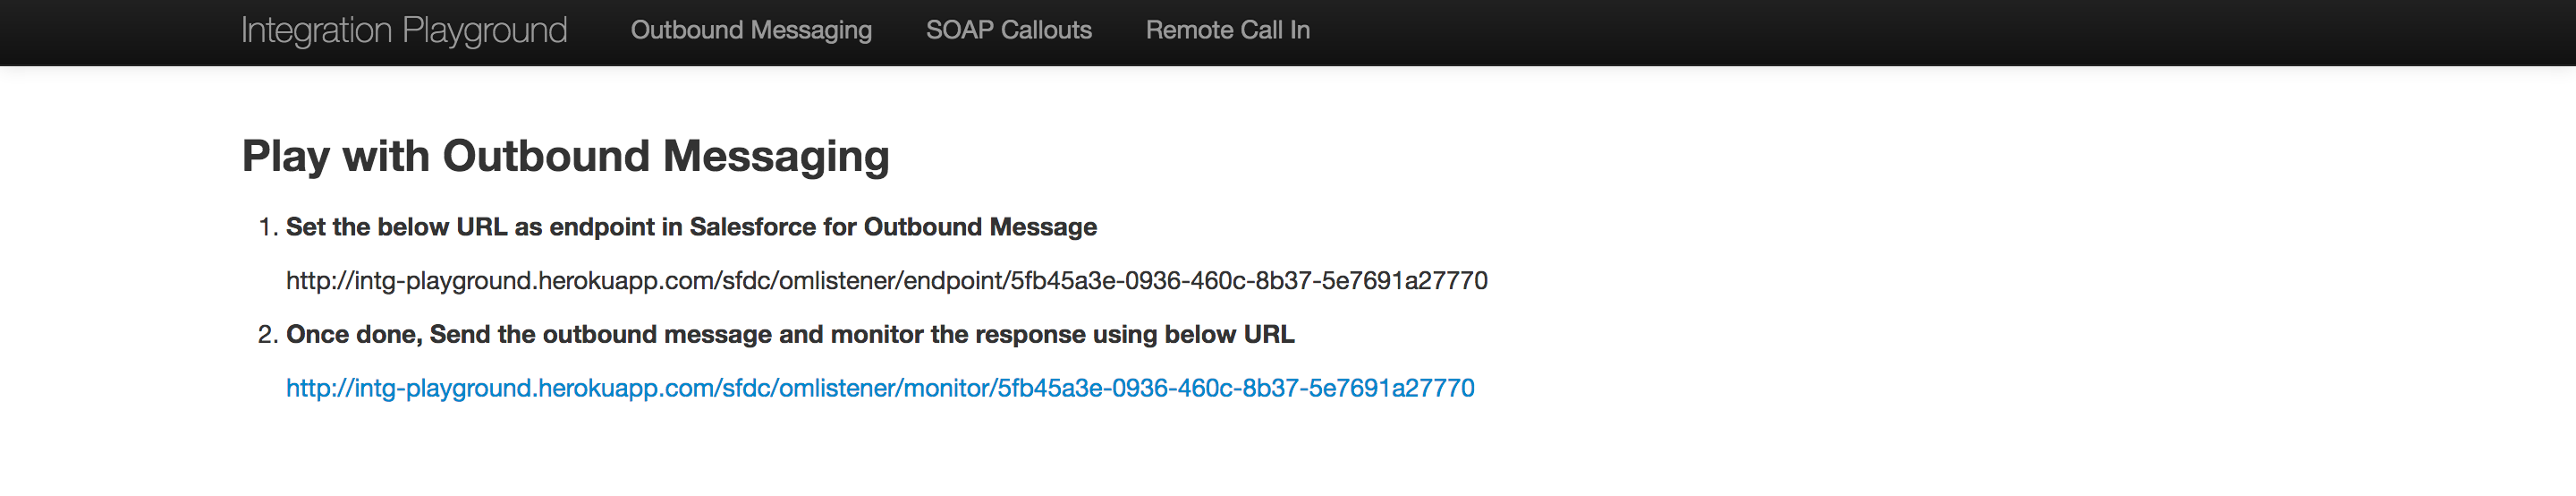 Integration Playground Outbound Messaging SOAP Callouts Remote Call In
Play with Outbound Messaging
1. Set the below URL as endpoint in Salesforce for Outbound Message
http://intg-playground.herokuapp.com/sfdc/omlistener/endpoint/5fb45a3e-0936-460c-8b37-5e7691a27770
2. Once done, Send the outbound message and monitor the response using below URL
http://intg-playground.herokuapp.com/sfdc/omlistener/monitor/5fb45a3e-0936-460c-8b37-5e7691a27770